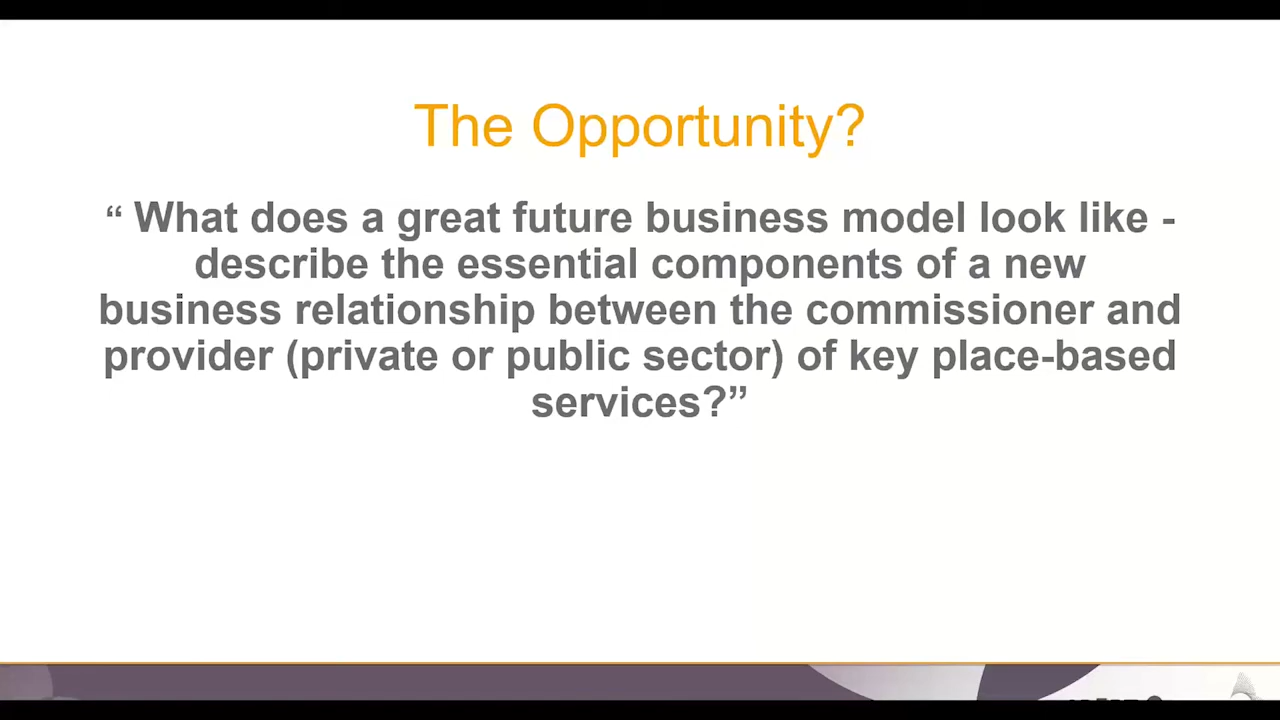 The Opportunity?
“ What does a great future business model look like -
describe the essential components of a new
business relationship between the commissioner and
provider (private or public sector) of key place-based
services?”